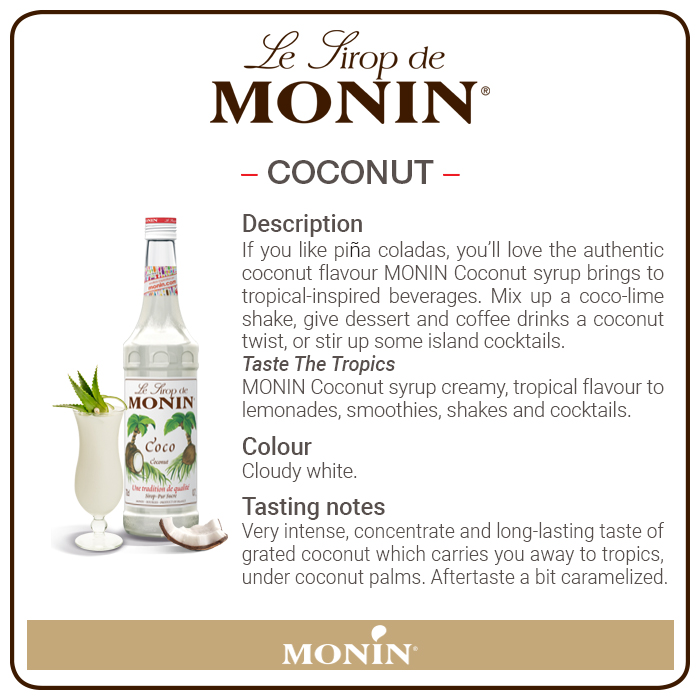 Le Sirop de
MONIN®
– COCONUT –
Description
If you like piña coladas, you'll love the authentic
coconut flavour MONIN Coconut syrup brings to
tropical-inspired beverages. Mix up a coco-lime
shake, give dessert and coffee drinks a coconut
twist, or stir up some island cocktails.
Taste The Tropics
MONIN Coconut syrup creamy, tropical flavour to
lemonades, smoothies, shakes and cocktails.
Colour
Cloudy white.
Tasting notes
Very intense, concentrate and long-lasting taste of
grated coconut which carries you away to tropics,
under coconut palms. Aftertaste a bit caramelized.
Le Sirop de
MONIN
Coco
Coconut
Une tradition de qualité
Sirop-Pur Sucre
MONIN®